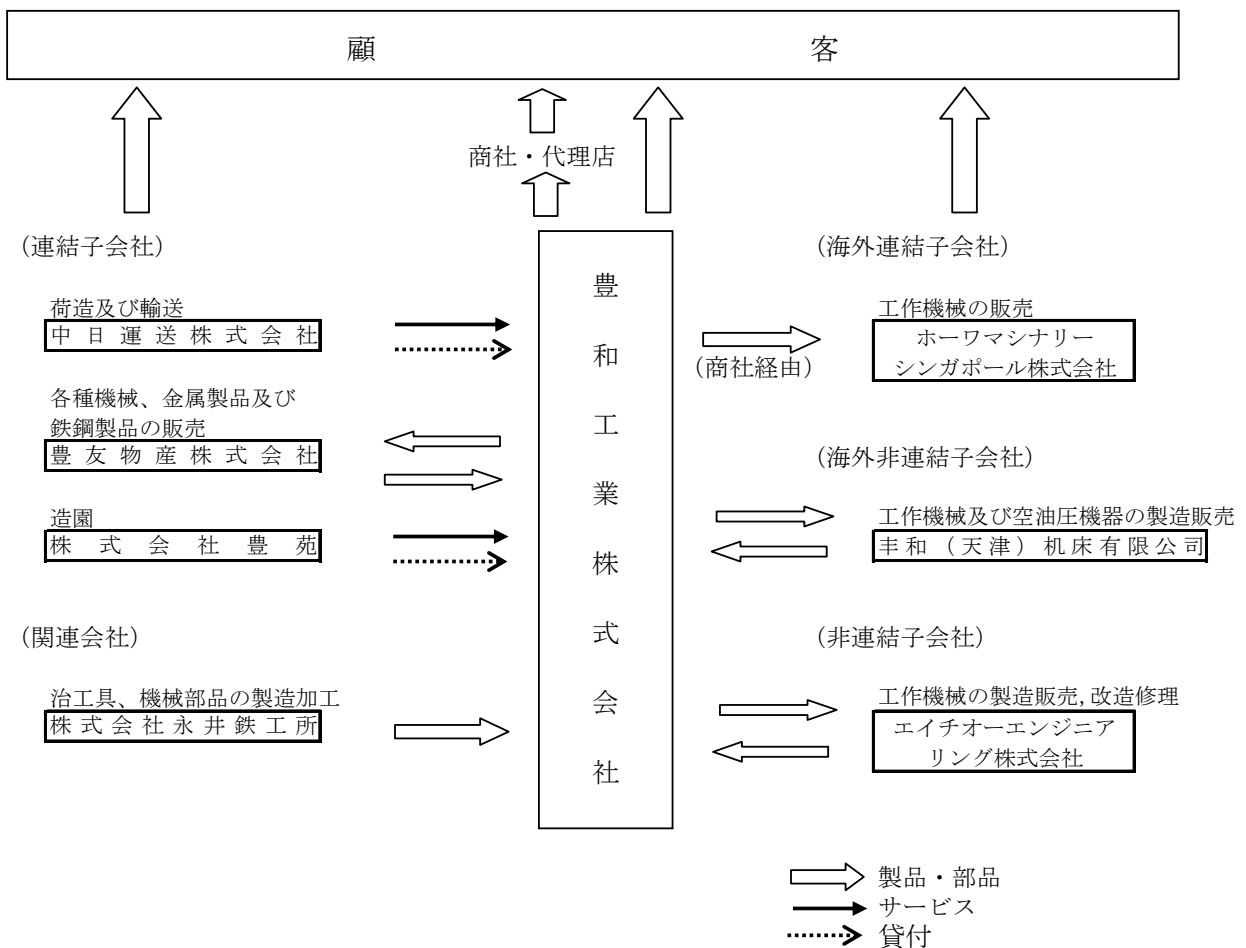 顧客
商社・代理店
(連結子会社)
荷造及び輸送
中日運送株式会社
各種機械、金属製品及び
鉄鋼製品の販売
豊友物産株式会社
造園
株式会社豊苑
(関連会社)
治工具、機械部品の製造加工
株式会社永井鉄工所
豊和工業株式会社
(海外連結子会社)
工作機械の販売
ホーワマシナリー
シンガポール株式会社
(商社経由)
(海外非連結子会社)
工作機械及び空油圧機器の製造販売
丰和(天津)机床有限公司
(非連結子会社)
工作機械の製造販売,改造修理
エイチオーエンジニア
リング株式会社
製品・部品
サービス
貸付